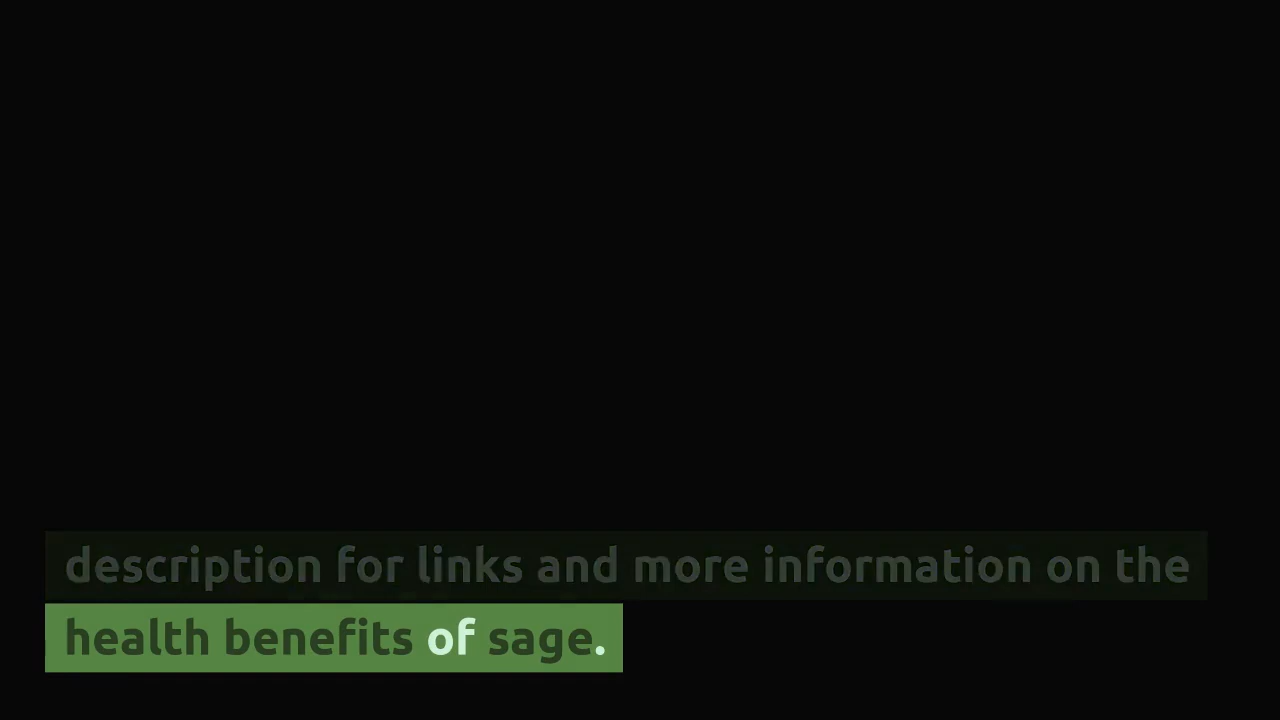 description for links and more information on the
health benefits of sage.